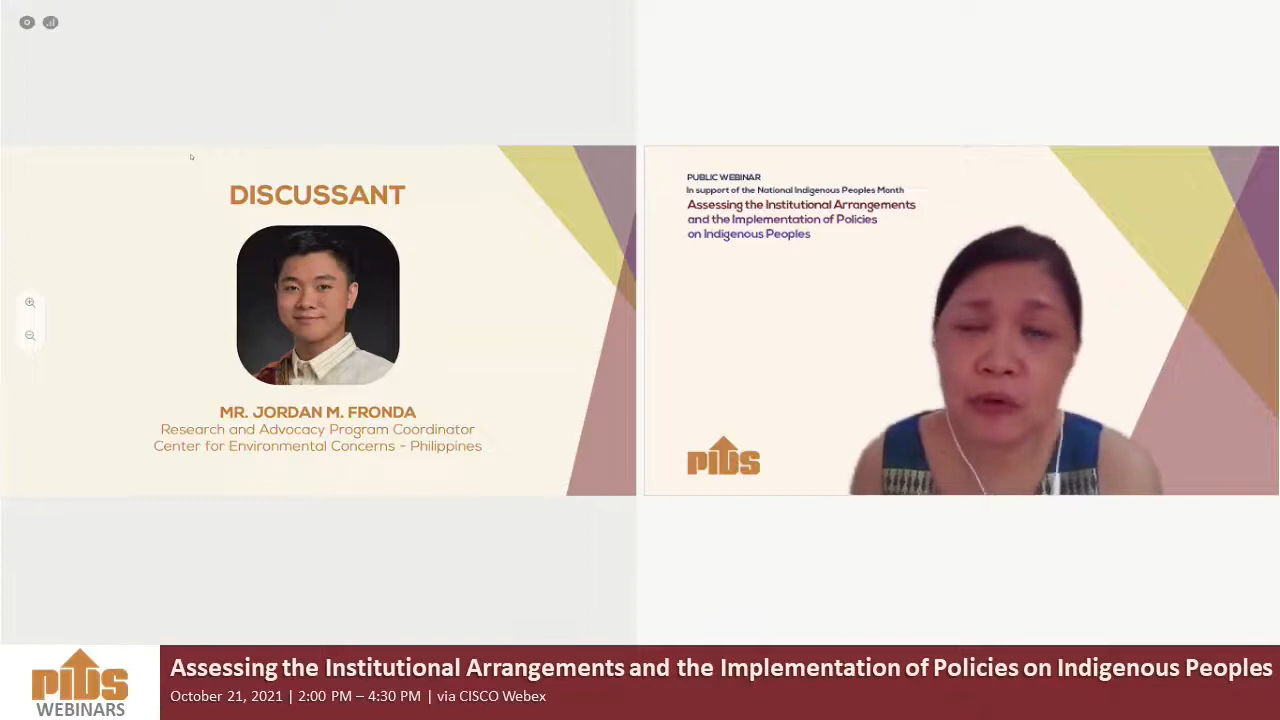 DISCUSSANT
MR. JORDAN M. FRONDA
Research and Advocacy Program Coordinator
Center for Environmental Concerns - Philippines
PUBLIC WEBINAR
In support of the National Indigenous Peoples Month
Assessing the Institutional Arrangements
and the Implementation of Policies
on Indigenous Peoples
PIDS
PIDS
WEBINARS
Assessing the Institutional Arrangements and the Implementation of Policies on Indigenous Peoples
October 21, 2021 | 2:00 PM – 4:30 PM | via CISCO Webex